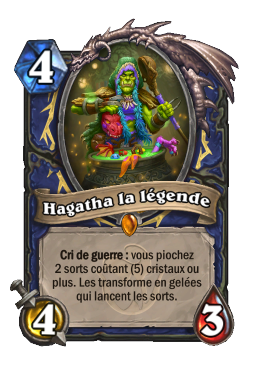 4
Hagatha la légende
Cri de guerre : vous piochez
2 sorts coûtant (5) cristaux ou
plus. Les transforme en gelées
qui lancent les sorts.
4
3